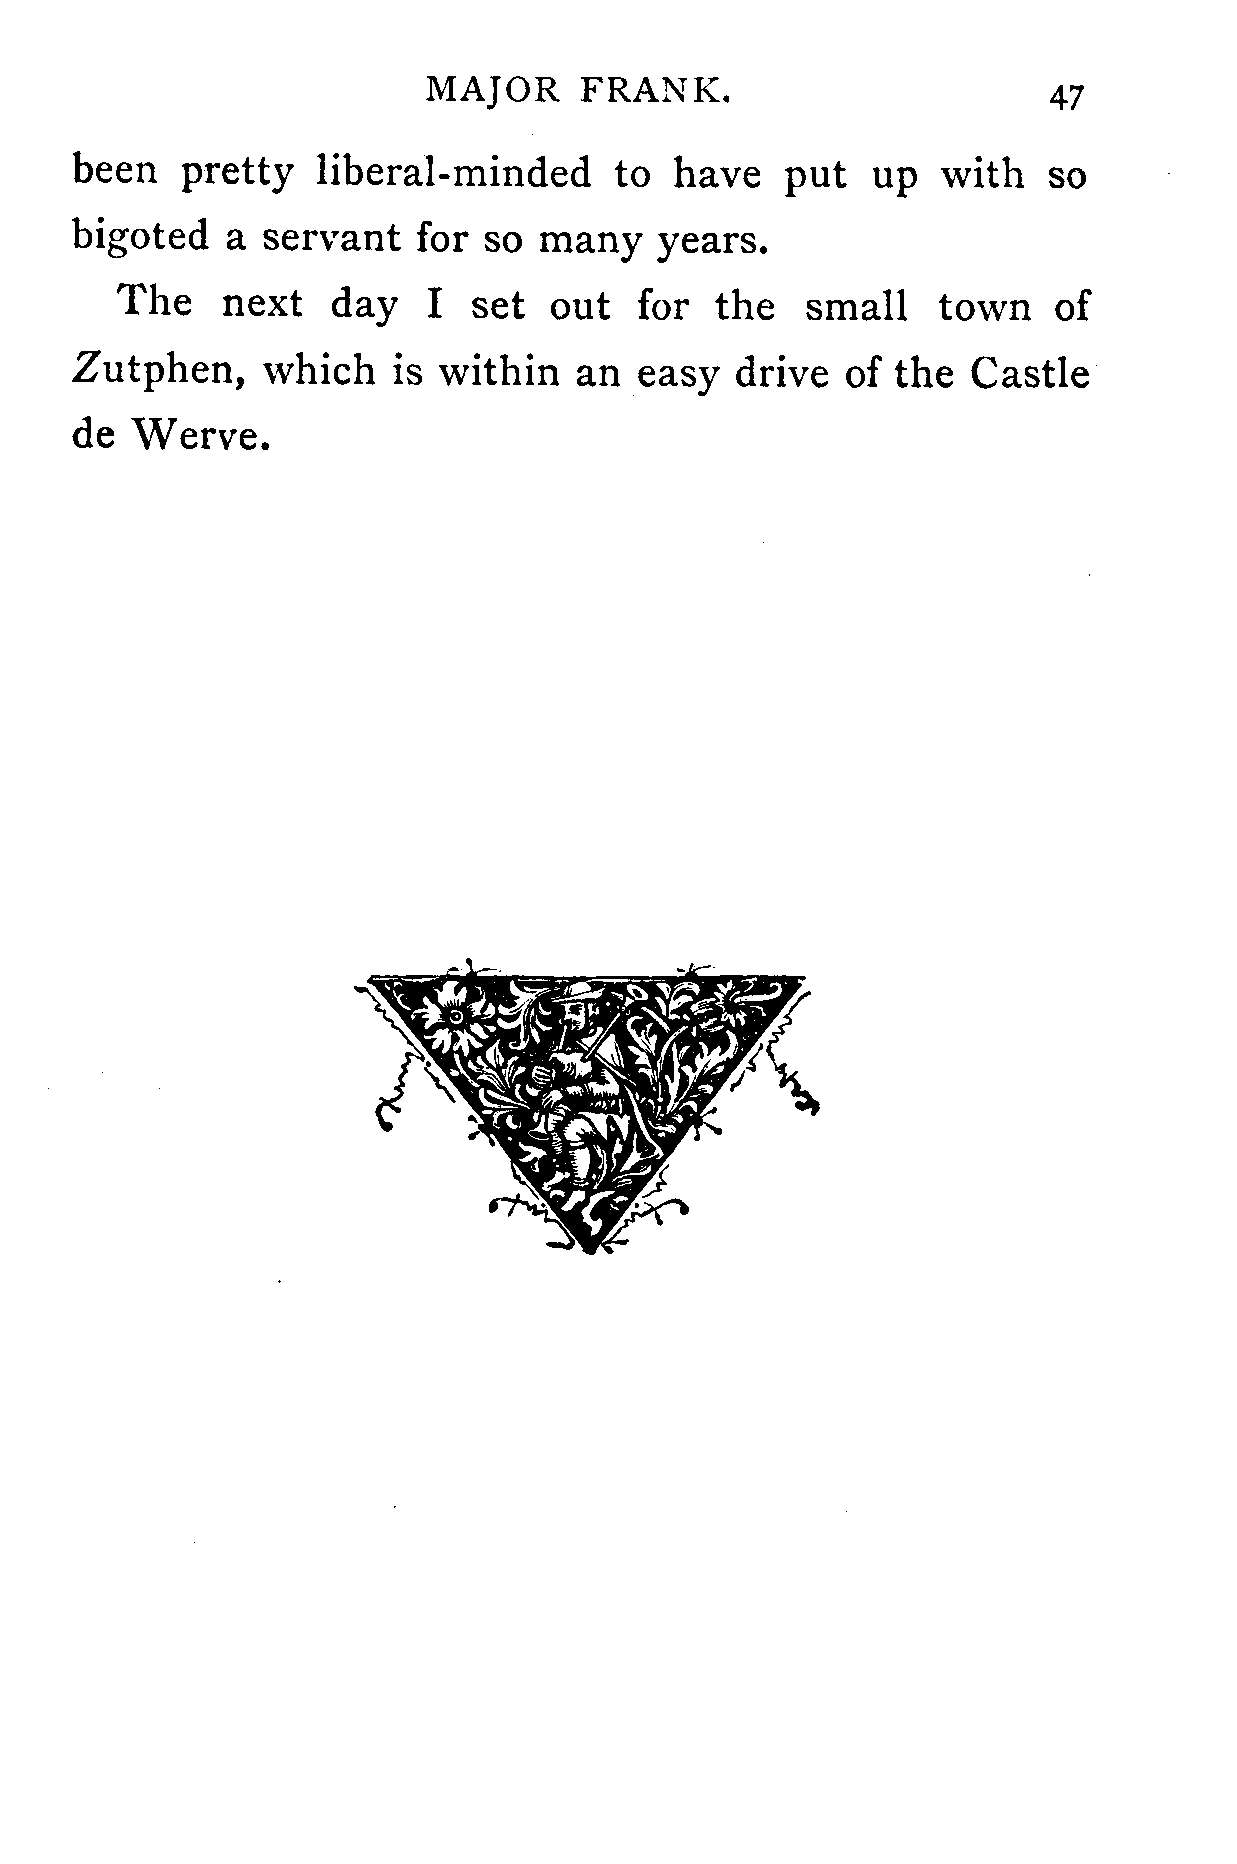 MAJOR FRANK. 47
been pretty liberal-minded to have put up with so
bigoted a servant for so many years.
The next day I set out for the small town of
Zutphen, which is within an easy drive of the Castle
de Werve.